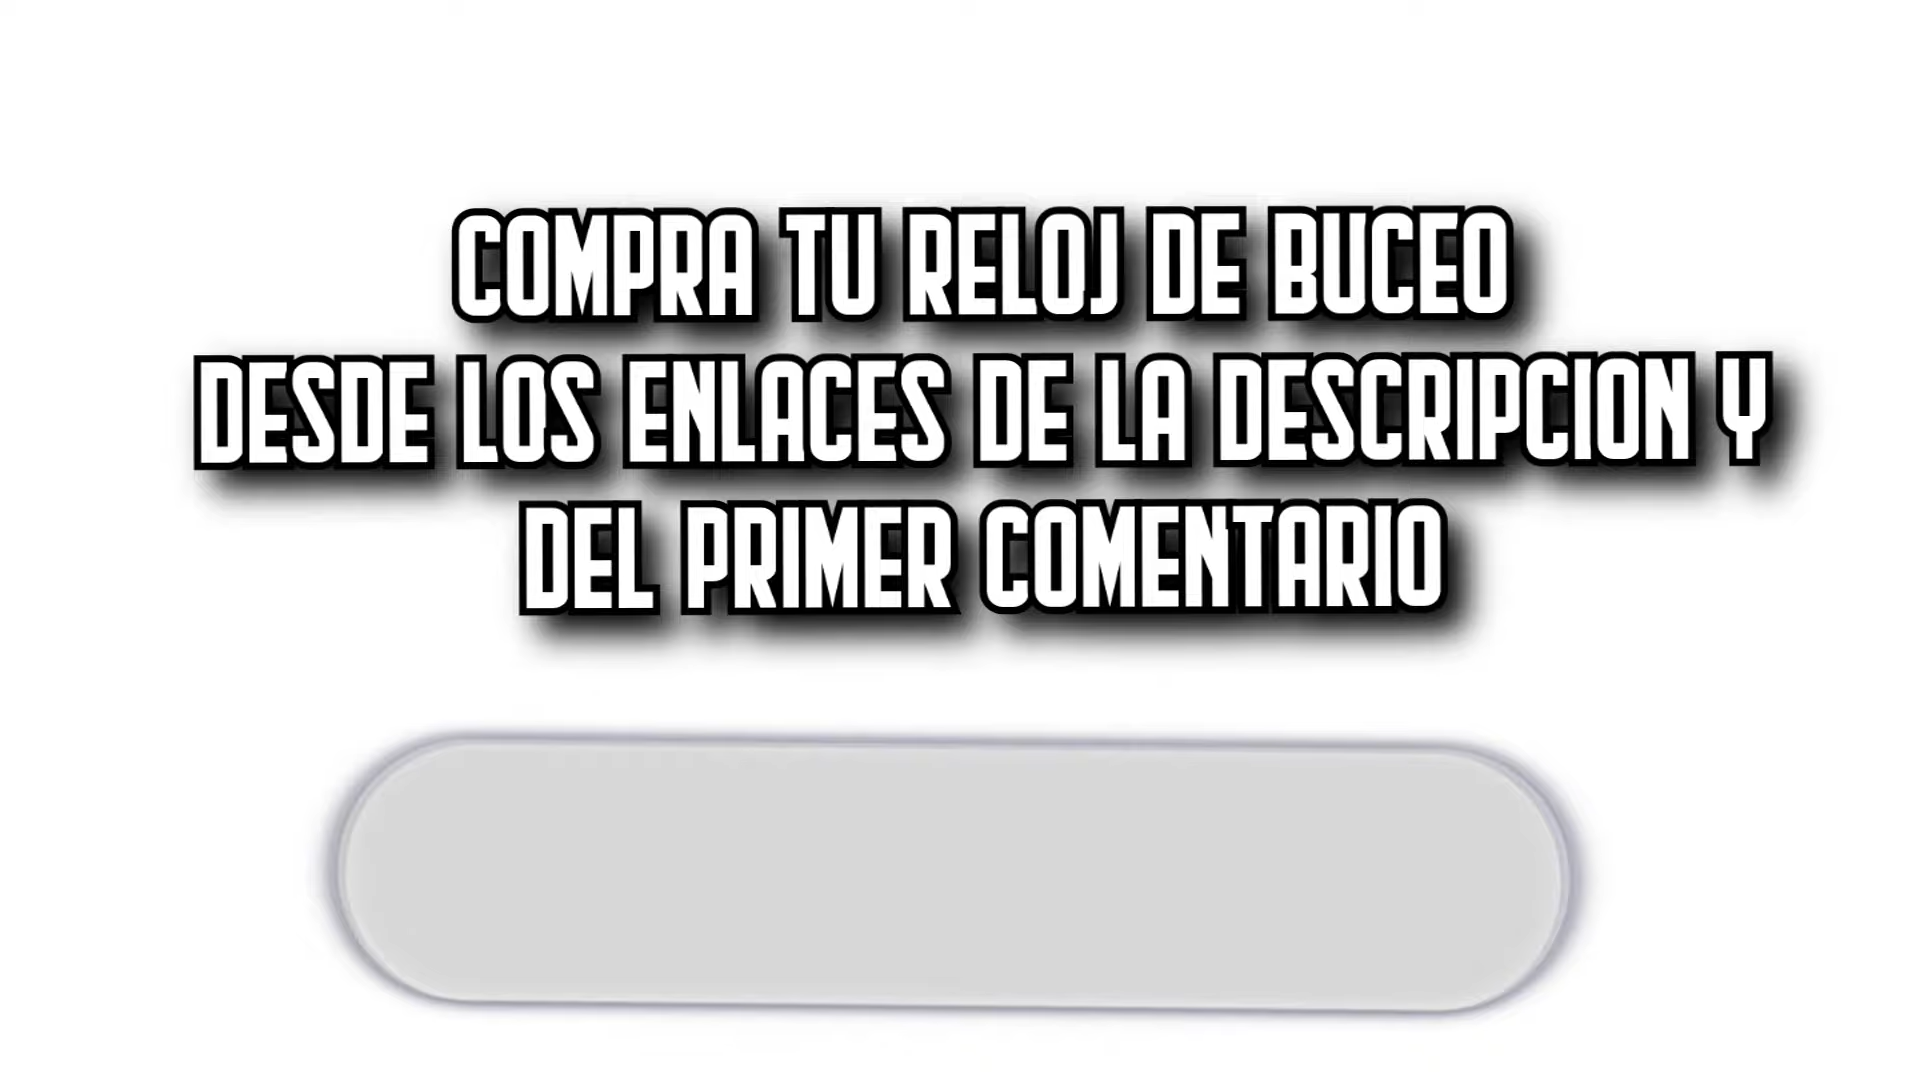 COMPRA TU RELOJ DE BUCEO
DESDE LOS ENLACES DE LA DESCRIPCION Y
DEL PRIMER COMENTARIO